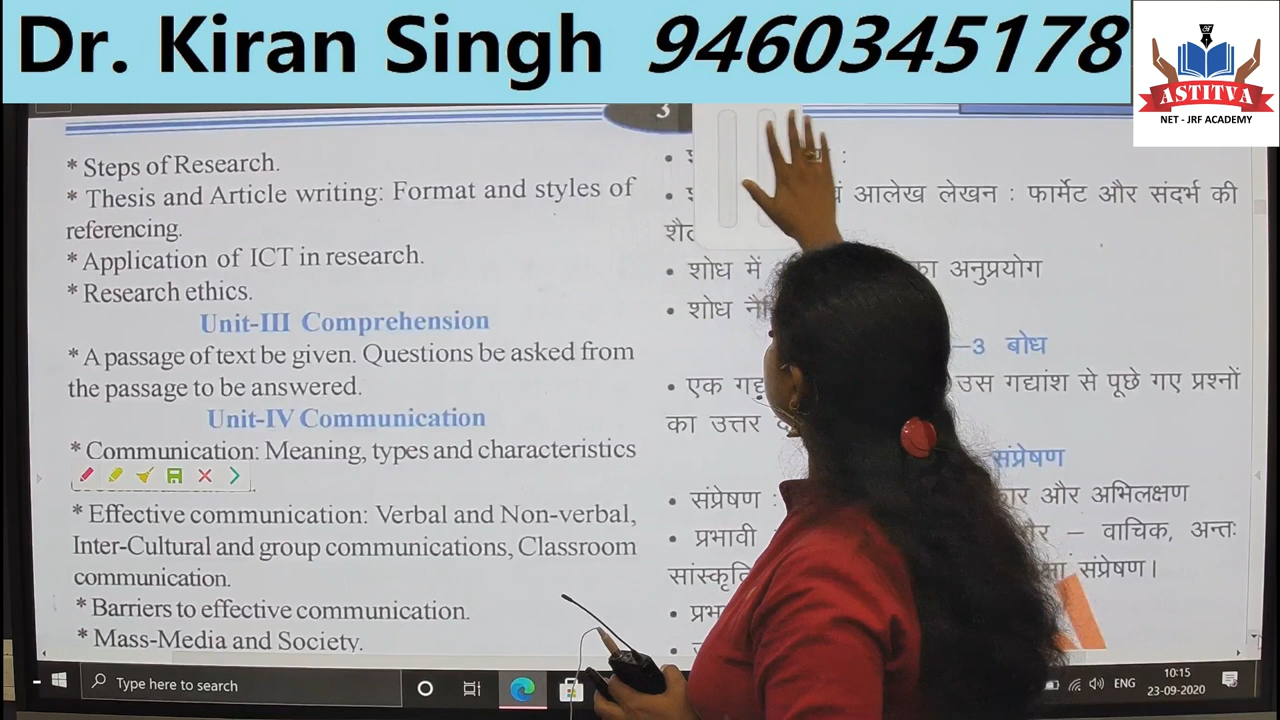 Dr. Kiran Singh 9460345178
ASTITVA
NET - JRF ACADEMY
3
* Steps of Research.
* Thesis and Article writing: Format and styles of
referencing.
* Application of ICT in research.
* Research ethics.
Unit-III Comprehension
* A passage of text be given. Questions be asked from
the passage to be answered.
Unit-IV Communication
* Communication: Meaning, types and characteristics
* Effective communication: Verbal and Non-verbal,
Inter-Cultural and group communications, Classroom
communication.
* Barriers to effective communication.
* Mass-Media and Society.
आलेख लेखन : फार्मेट और संदर्भ की
• शोध में का अनुप्रयोग
• शोध
–3 बोध
• एक उस गद्यांश से पूछे गए प्रश्नों
का उत्तर
संप्रेषण
• संप्रेषण : और अभिलक्षण
• प्रभावी – वाचिक, अन्तः
संप्रेषण।
Type here to search
ENG
10:15
23-09-2020